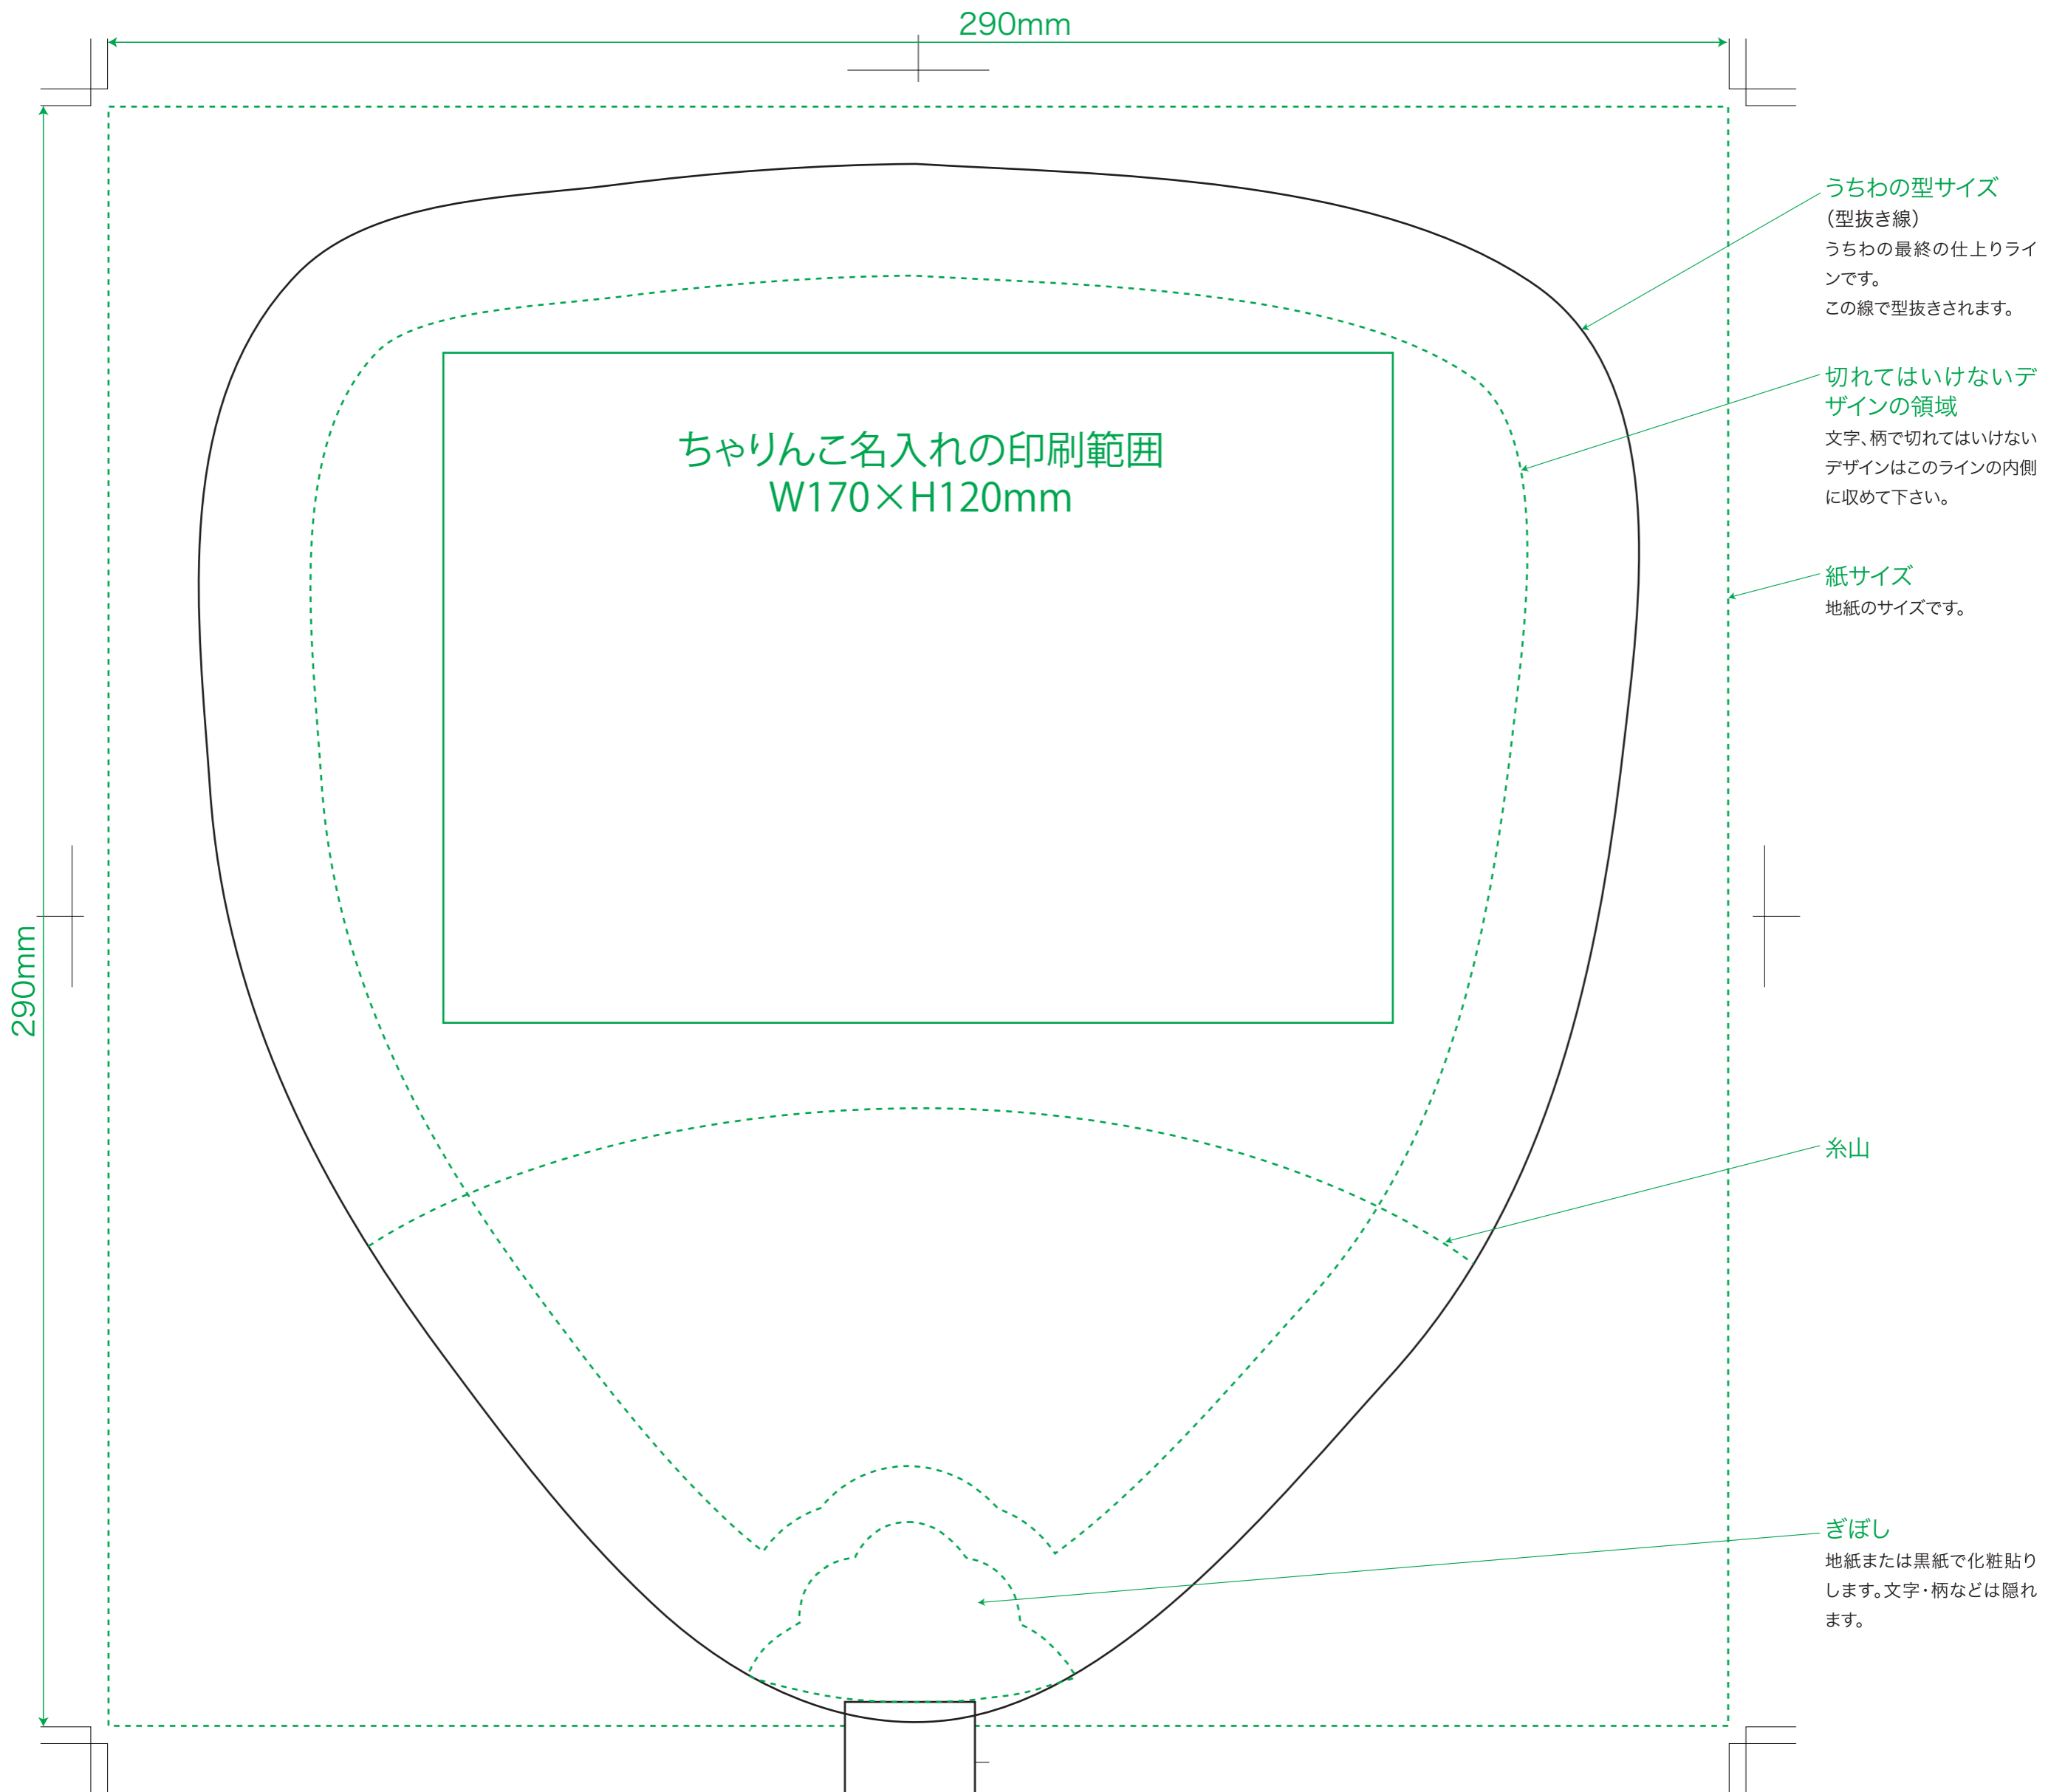 290mm
290mm
ちゃりんこ名入れの印刷範囲
W170×H120mm
うちわの型サイズ
（型抜き線）
うちわの最終の仕上りライ
ンです。
この線で型抜きされます。
切れてはいけないデ
ザインの領域
文字、柄で切れてはいけない
デザインはこのラインの内側
に収めて下さい。
紙サイズ
地紙のサイズです。
糸山
ぎぼし
地紙または黒紙で化粧貼り
します。文字・柄などは隠れ
ます。